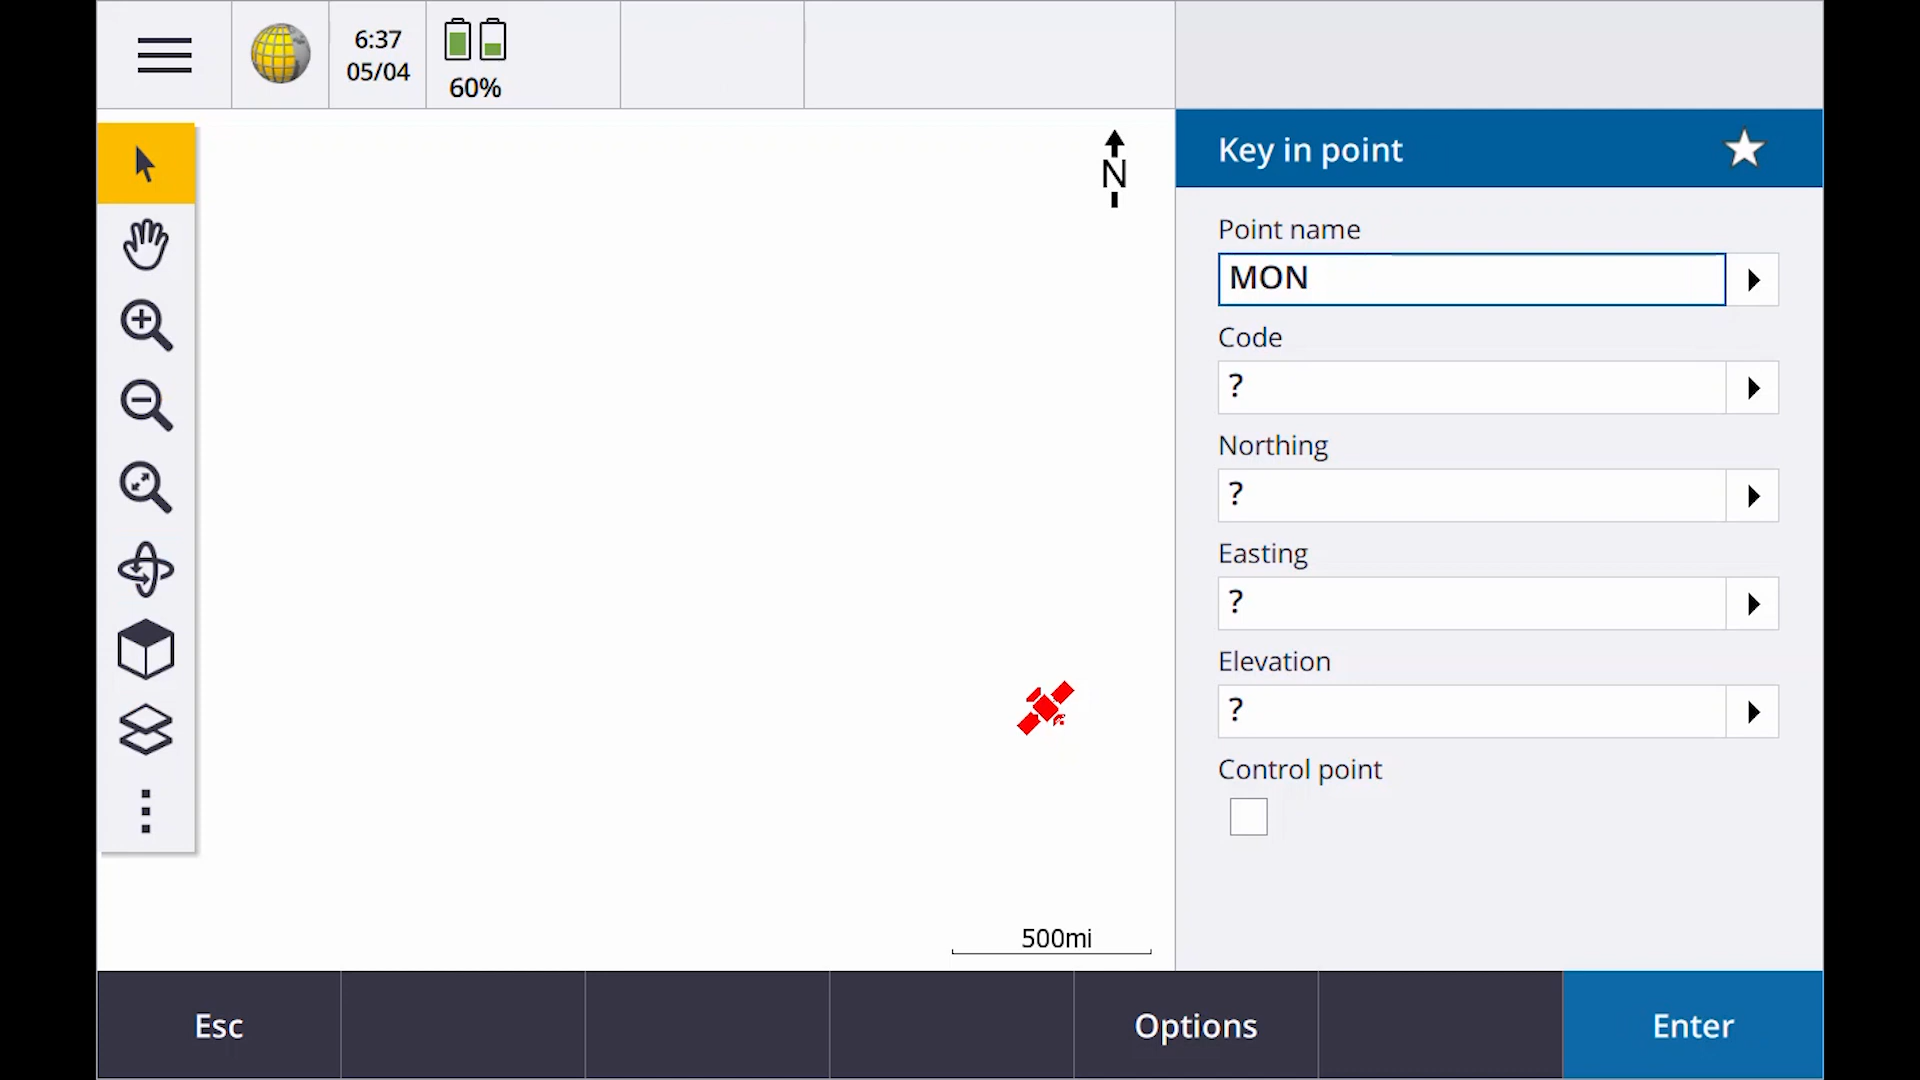 6:37
05/04
60%
N
Key in point
Point name
MON
Code
?
Northing
?
Easting
?
Elevation
?
Control point
500mi
Esc
Options
Enter